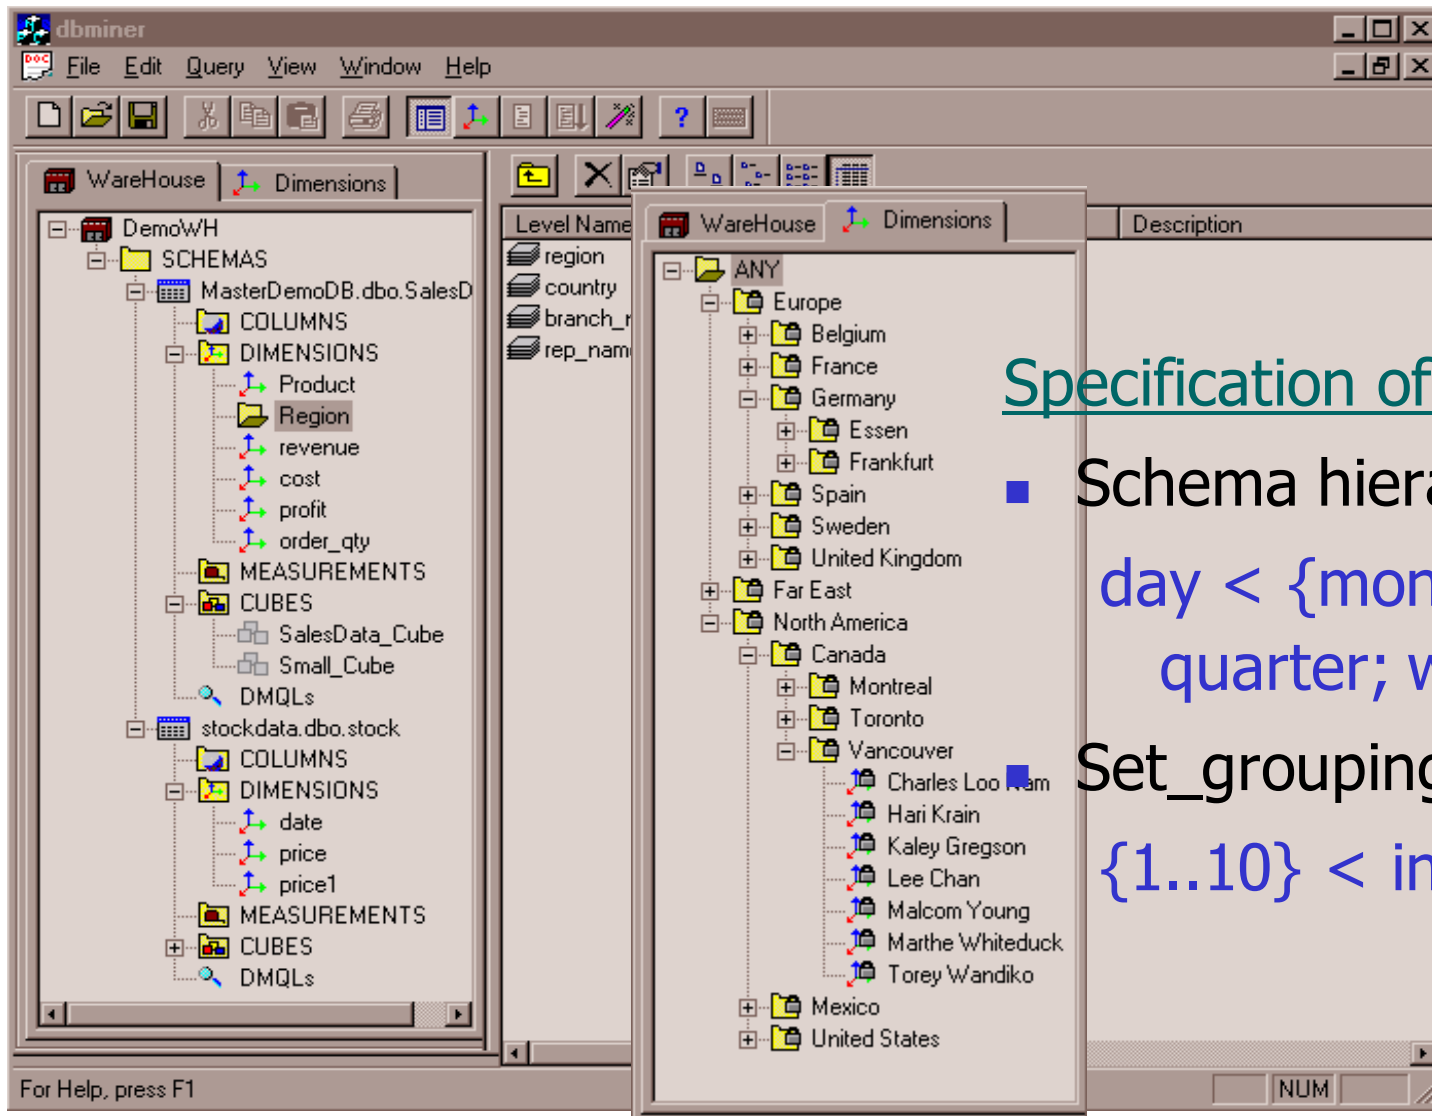 dbminer
File Edit Query View Window Help
WareHouse Dimensions
DemoWH
SCHEMAS
MasterDemoDB.dbo.SalesD
COLUMNS
DIMENSIONS
Product
Region
revenue
cost
profit
order_qty
MEASUREMENTS
CUBES
SalesData_Cube
Small_Cube
DMQLs
stockdata.dbo.stock
COLUMNS
DIMENSIONS
date
price
price1
MEASUREMENTS
CUBES
DMQLs
Level Name
Description
region
country
branch_r
rep_nam
WareHouse Dimensions
ANY
Europe
Belgium
France
Germany
Essen
Frankfurt
Spain
Sweden
United Kingdom
Far East
North America
Canada
Montreal
Toronto
Vancouver
Charles Loo
Hari Krain
Kaley Gregson
Lee Chan
Malcom Young
Marthe Whiteduck
Torey Wandiko
Mexico
United States
Specification of
Schema hiera
day < {mon
quarter; w
Set_grouping
{1..10} < in
For Help, press F1
NUM